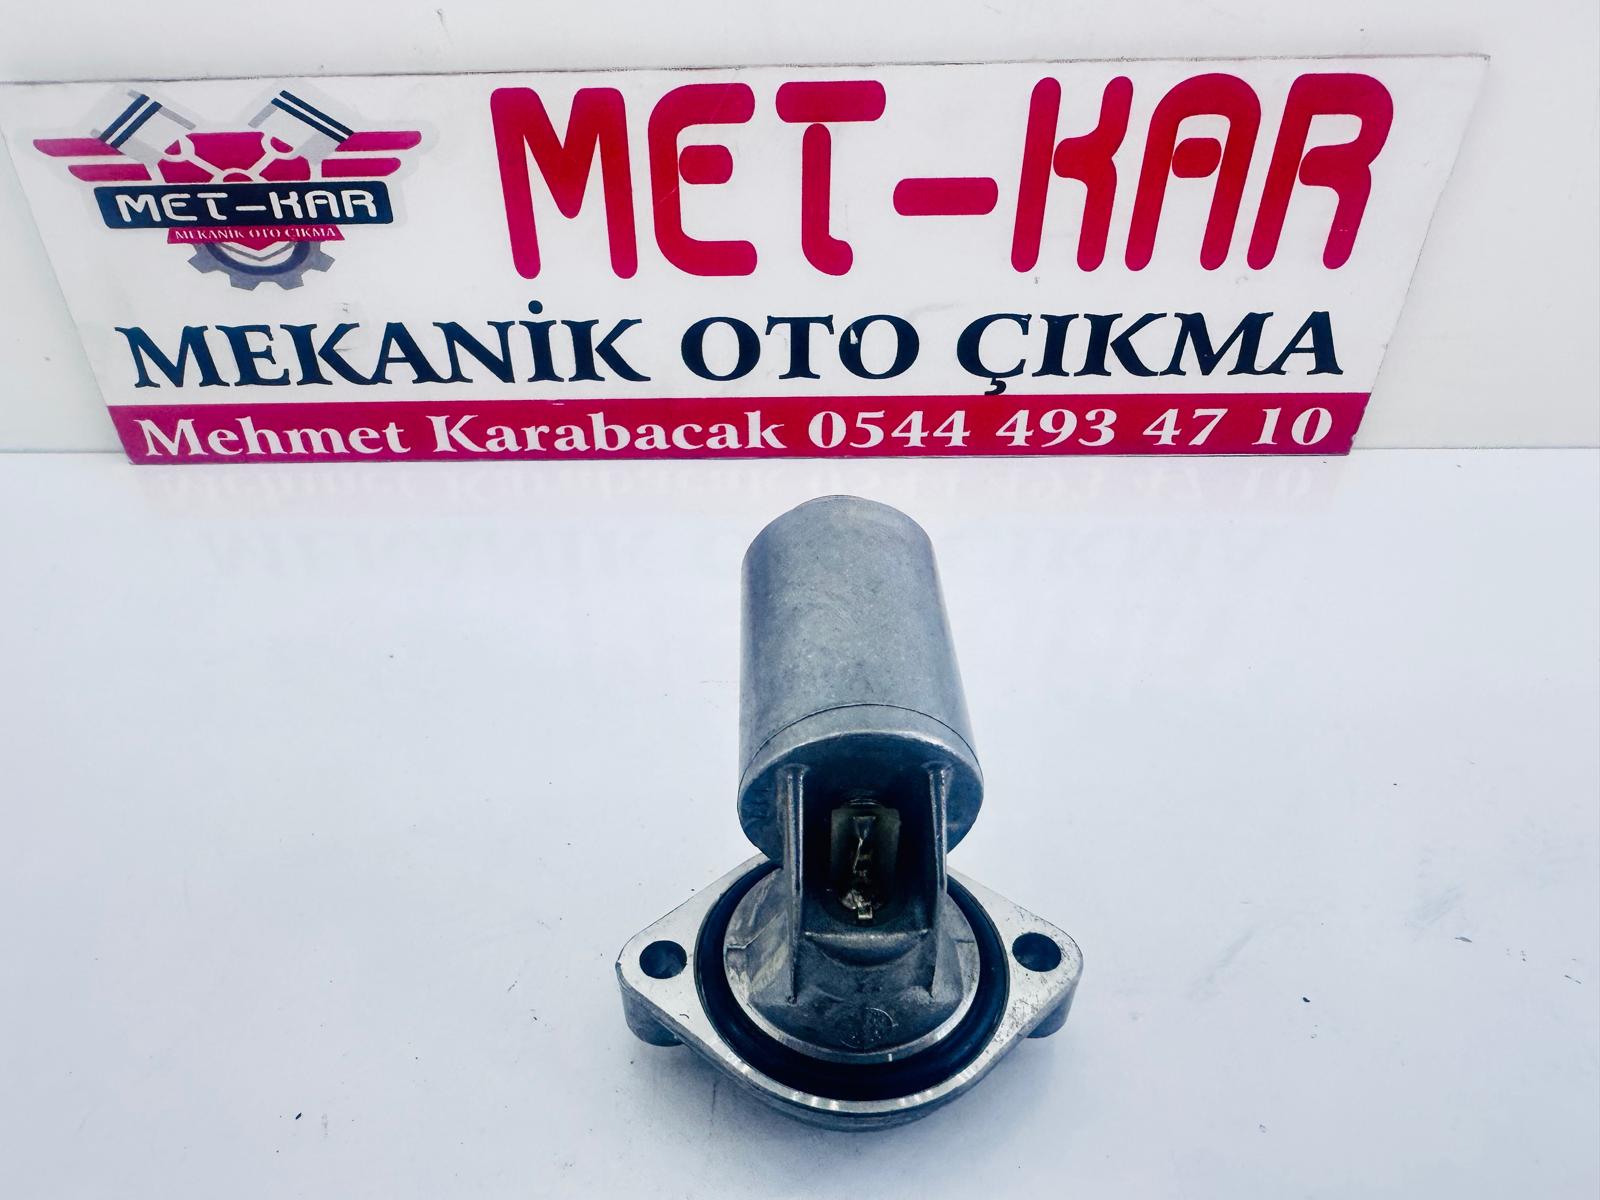 MET-KAR
MET-KAR
MEKANİK OTO ÇIKMA
MEKANİK OTO ÇIKMA
Mehmet Karabacak 0544 493 47 10